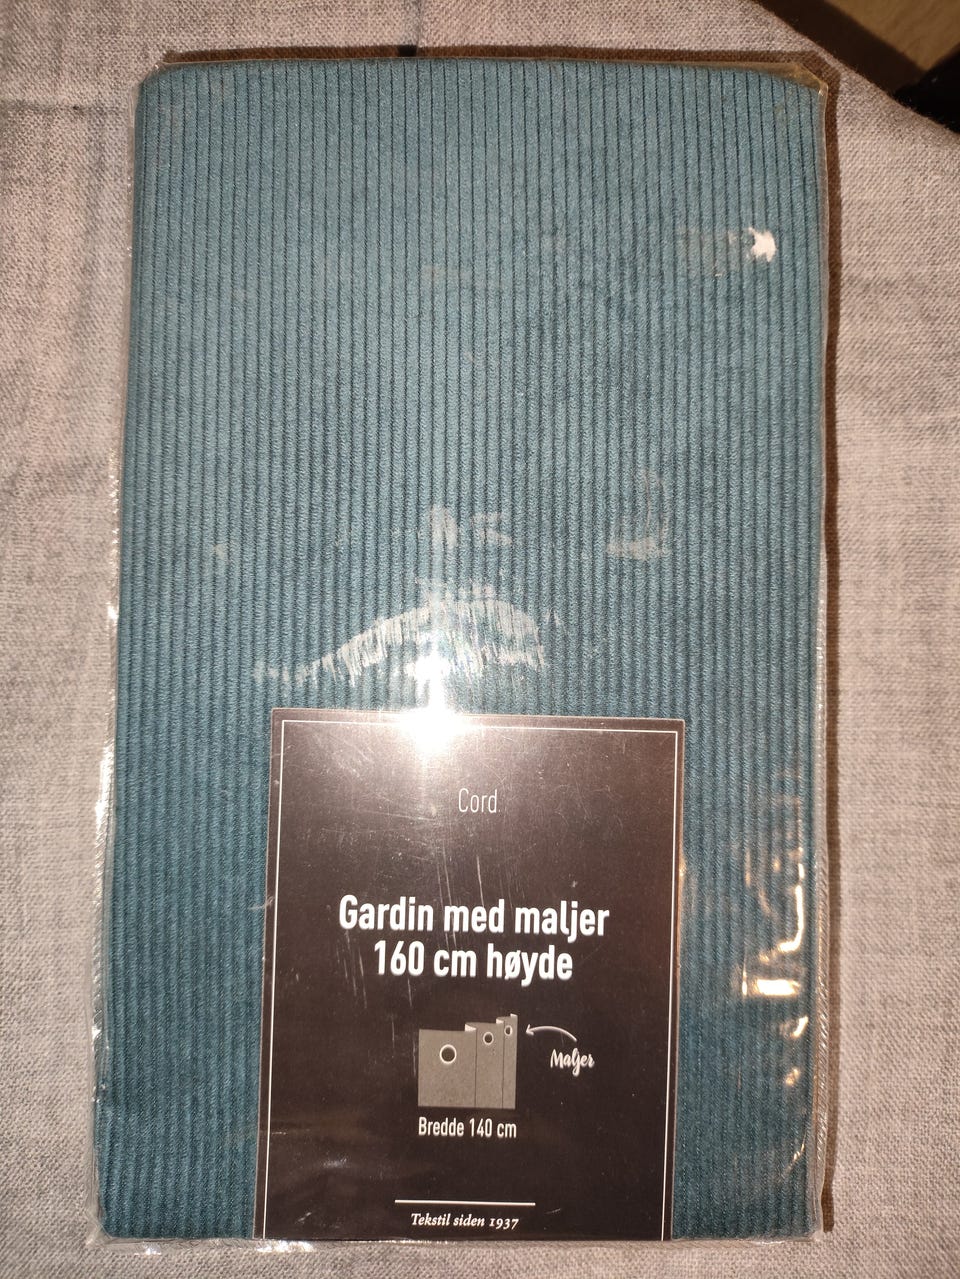 Cord
Gardin med maljer
160 cm høyde
Maljer
Bredde 140 cm
Tekstil siden 1937